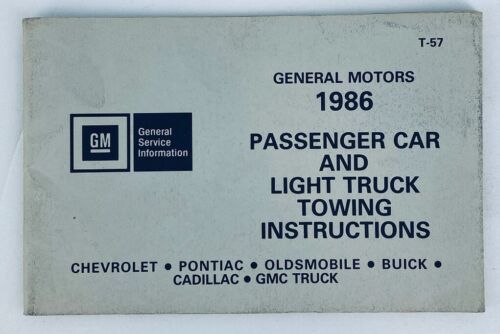 T-57
GENERAL MOTORS
1986
GM
General
Service
Information
PASSENGER CAR
AND
LIGHT TRUCK
TOWING
INSTRUCTIONS
CHEVROLET • PONTIAC • OLDSMOBILE • BUICK •
CADILLAC • GMC TRUCK